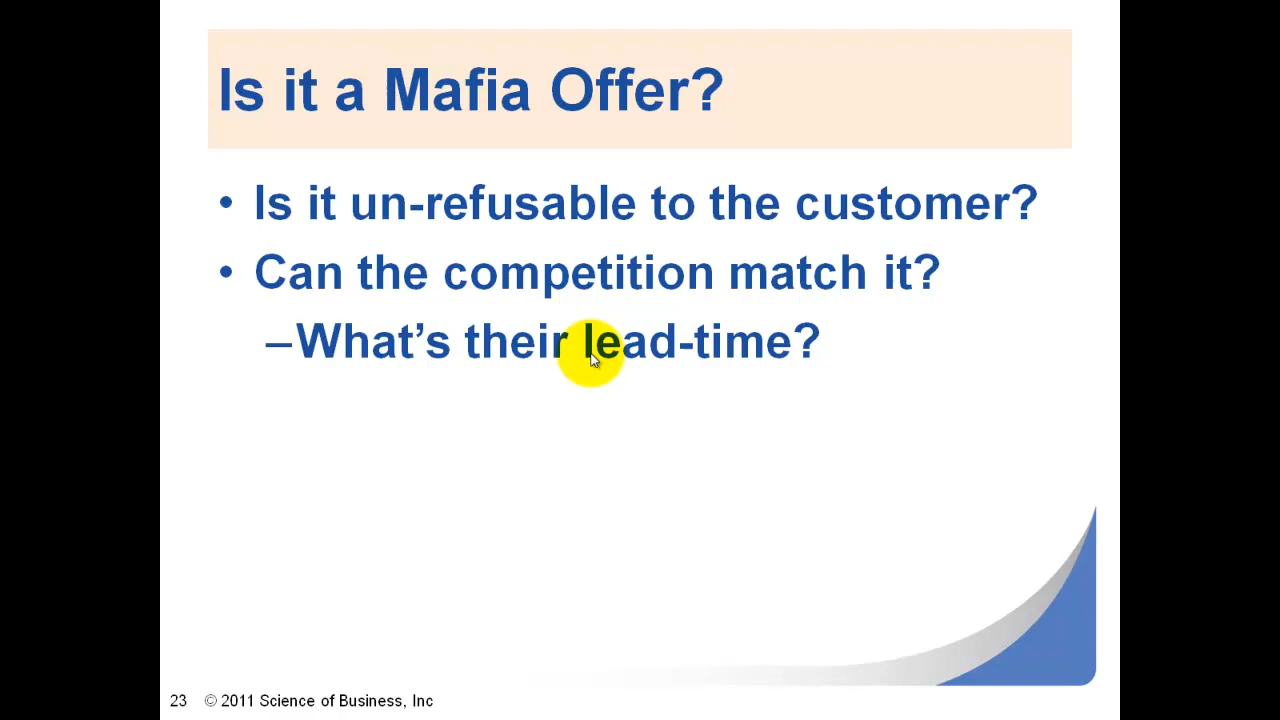 Is it a Mafia Offer?
• Is it un-refusable to the customer?
• Can the competition match it?
–What’s their lead-time?
23 © 2011 Science of Business, Inc